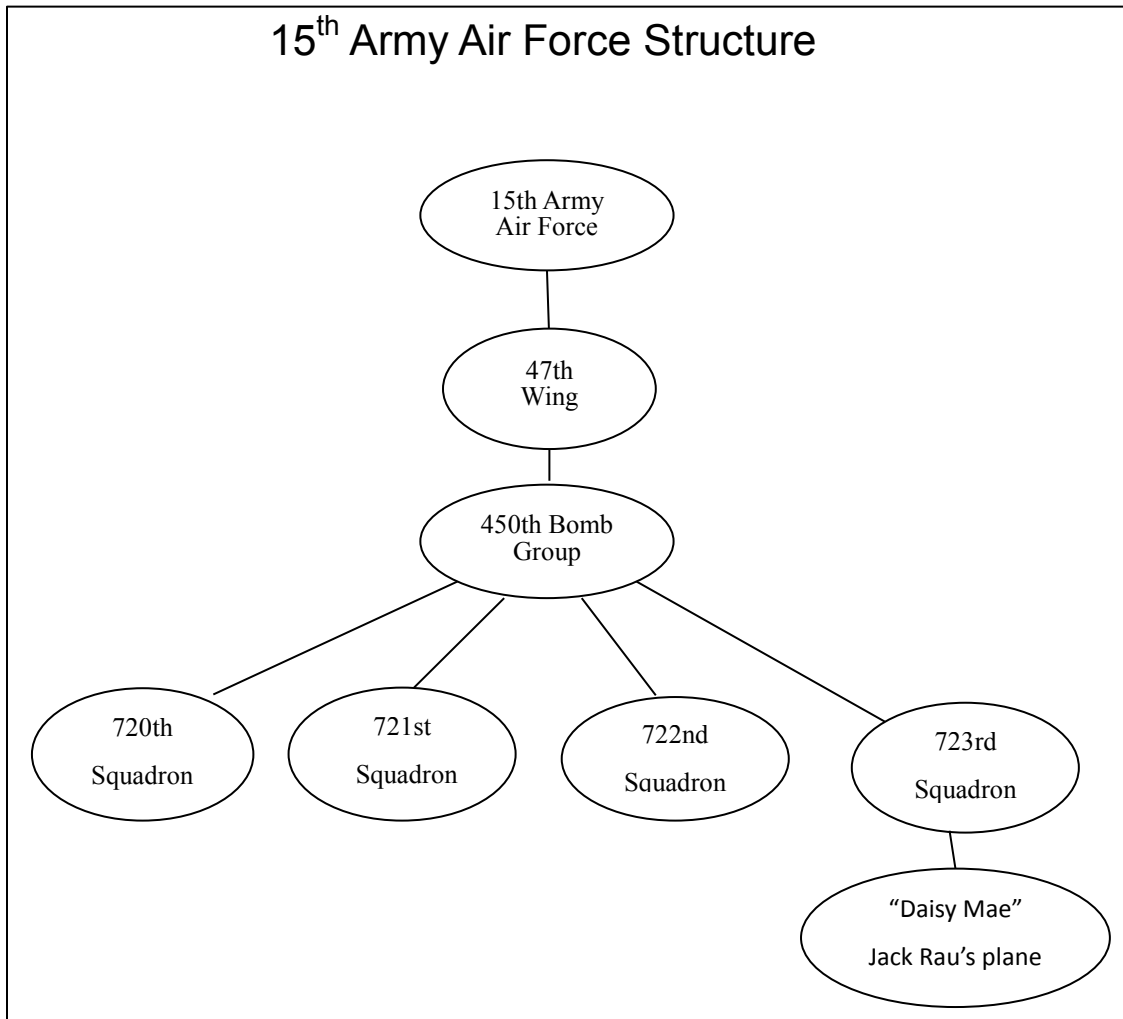 15th Army Air Force Structure
15th Army
Air Force
47th
Wing
450th Bomb
Group
720th
Squadron
721st
Squadron
722nd
Squadron
723rd
Squadron
“Daisy Mae”
Jack Rau’s plane